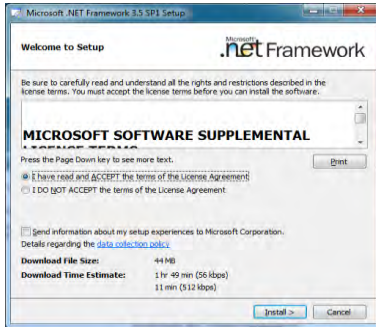 Microsoft .NET Framework 3.5 SP1 Setup
Welcome to Setup
Microsoft
.net Framework
Be sure to carefully read and understand all the rights and restrictions described in the
license terms. You must accept the license terms before you can install the software.
MICROSOFT SOFTWARE SUPPLEMENTAL
LICENSE TERMS
Press the Page Down key to see more text.
Print
I have read and ACCEPT the terms of the License Agreement
I DO NOT ACCEPT the terms of the License Agreement
Send information about my setup experiences to Microsoft Corporation.
Details regarding the data collection policy
Download File Size: 44 MB
Download Time Estimate: 1 hr 49 min (56 kbps)
11 min (512 kbps)
Install >
Cancel